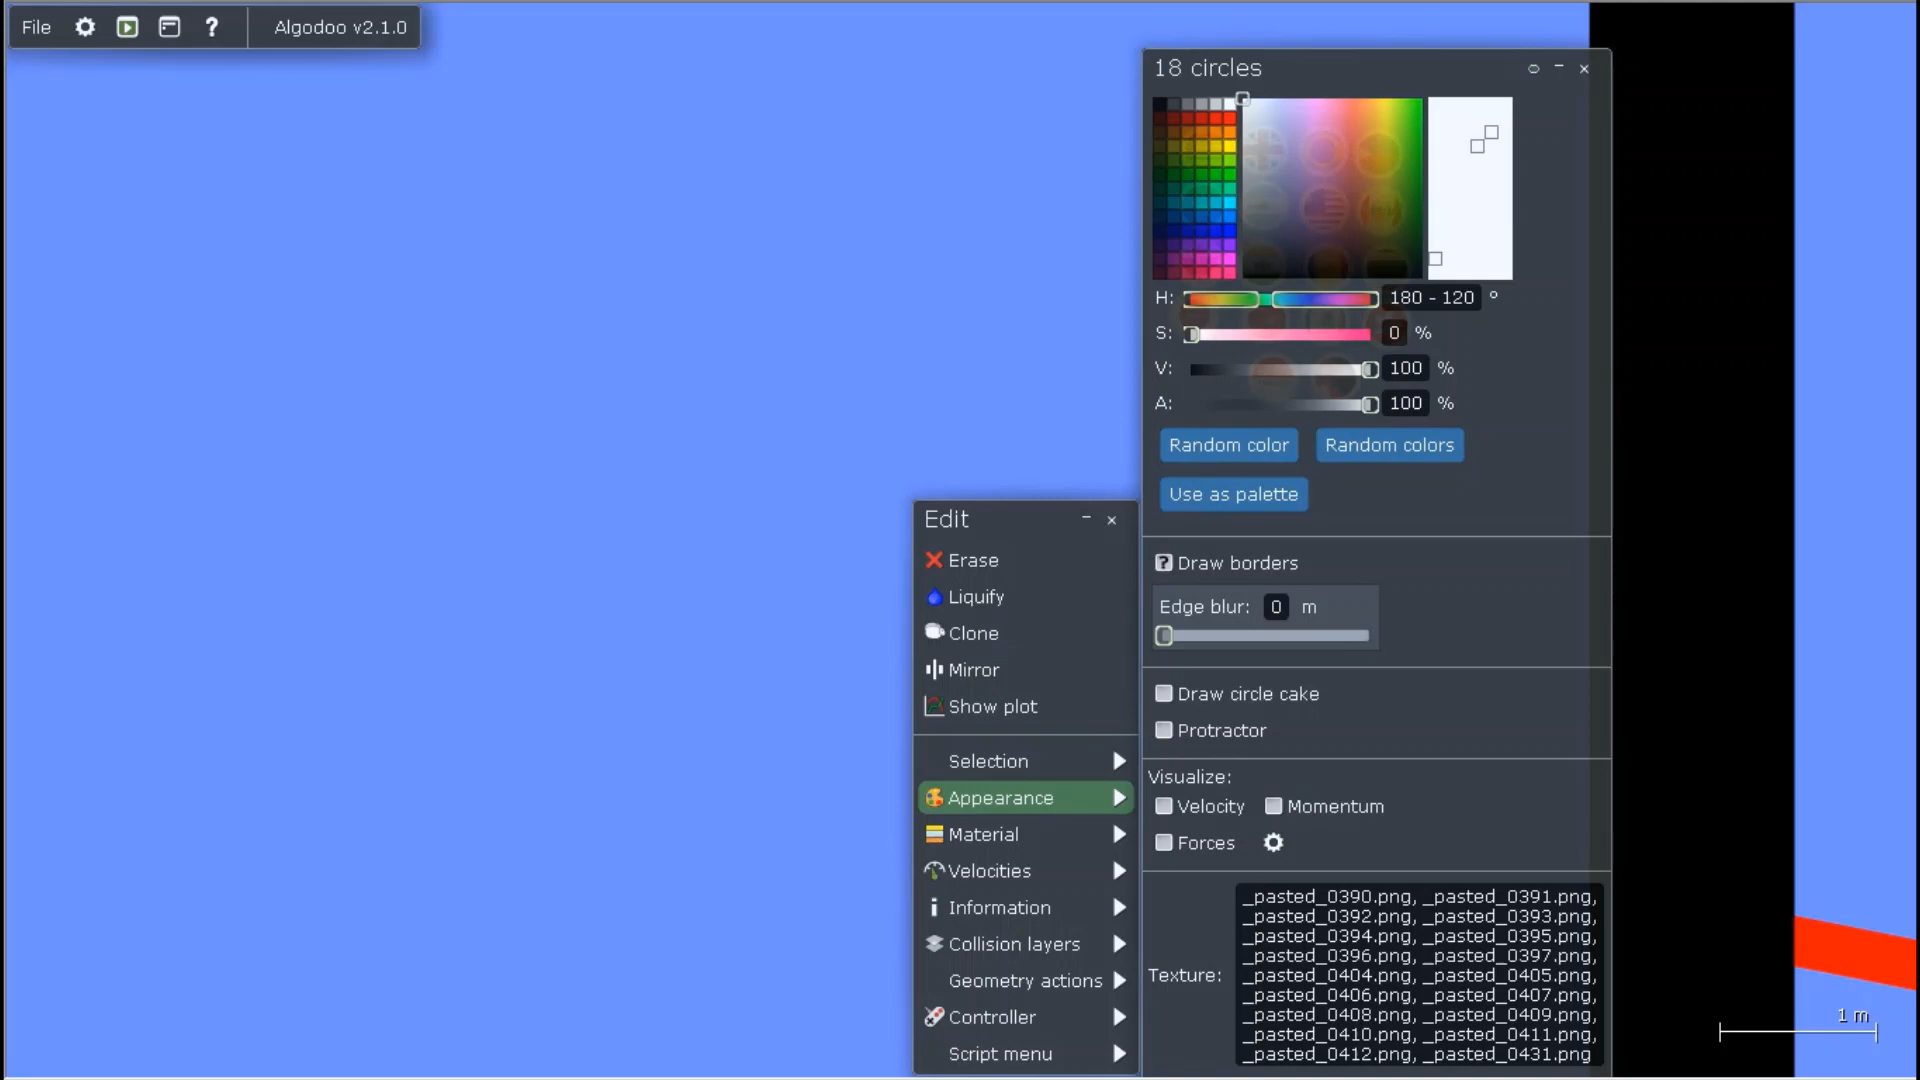 File
?
Algodoo v2.1.0
18 circles
H: 180 - 120 °
S: 0 %
V: 100 %
A: 100 %
Random color
Random colors
Use as palette
? Draw borders
Edge blur: 0 m
Draw circle cake
Protractor
Visualize:
Velocity
Momentum
Forces
Texture:
_pasted_0390.png, _pasted_0391.png,
_pasted_0392.png, _pasted_0393.png,
_pasted_0394.png, _pasted_0395.png,
_pasted_0396.png, _pasted_0397.png,
_pasted_0404.png, _pasted_0405.png,
_pasted_0406.png, _pasted_0407.png,
_pasted_0408.png, _pasted_0409.png,
_pasted_0410.png, _pasted_0411.png,
_pasted_0412.png, _pasted_0431.png
Edit
Erase
Liquify
Clone
Mirror
Show plot
Selection
Appearance
Material
Velocities
Information
Collision layers
Geometry actions
Controller
Script menu
1 m